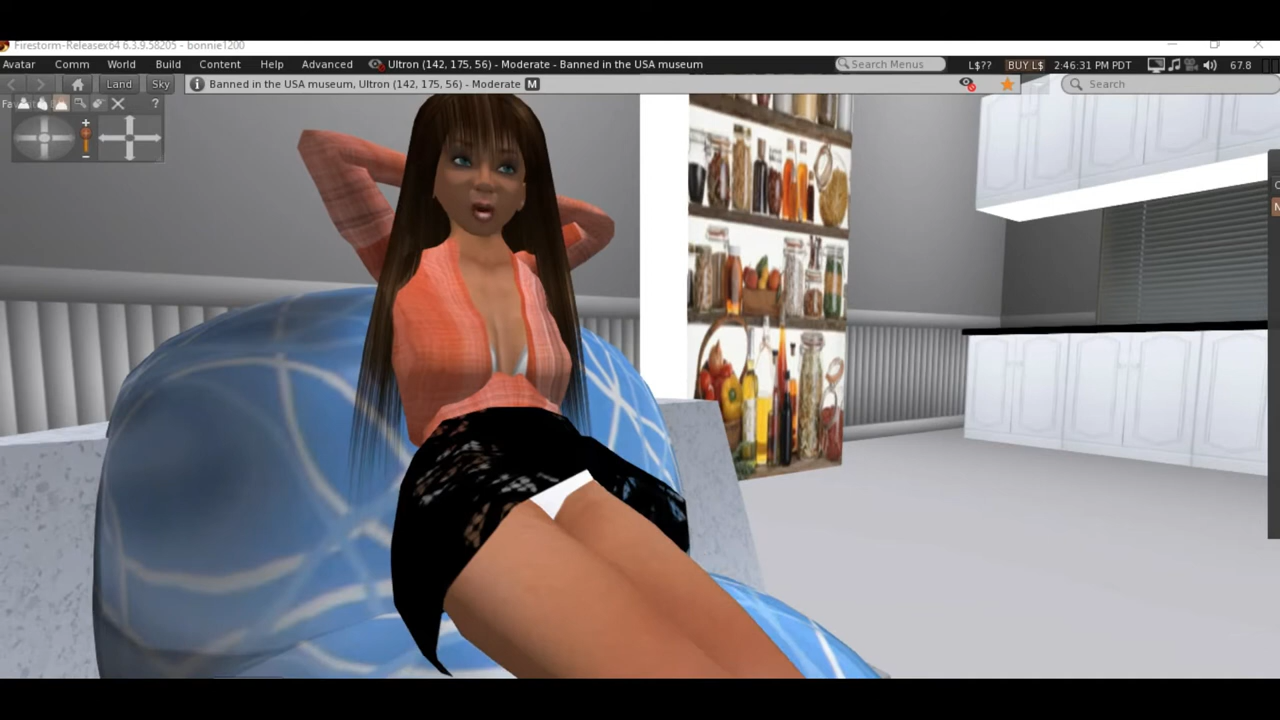 Firestorm-Releasex64 6.3.9.58205 - bonnie1200
Avatar Comm World Build Content Help Advanced Ultron (142, 175, 56) - Moderate - Banned in the USA museum Search Menus L$?? BUY L$ 2:46:31 PM PDT 67.8
Land Sky Banned in the USA museum, Ultron (142, 175, 56) - Moderate M Search
Fa ?